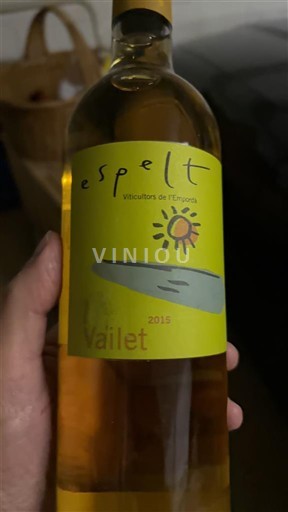 espelt
Viticultors de l'Empordà
VINIOU
2015
Vailet